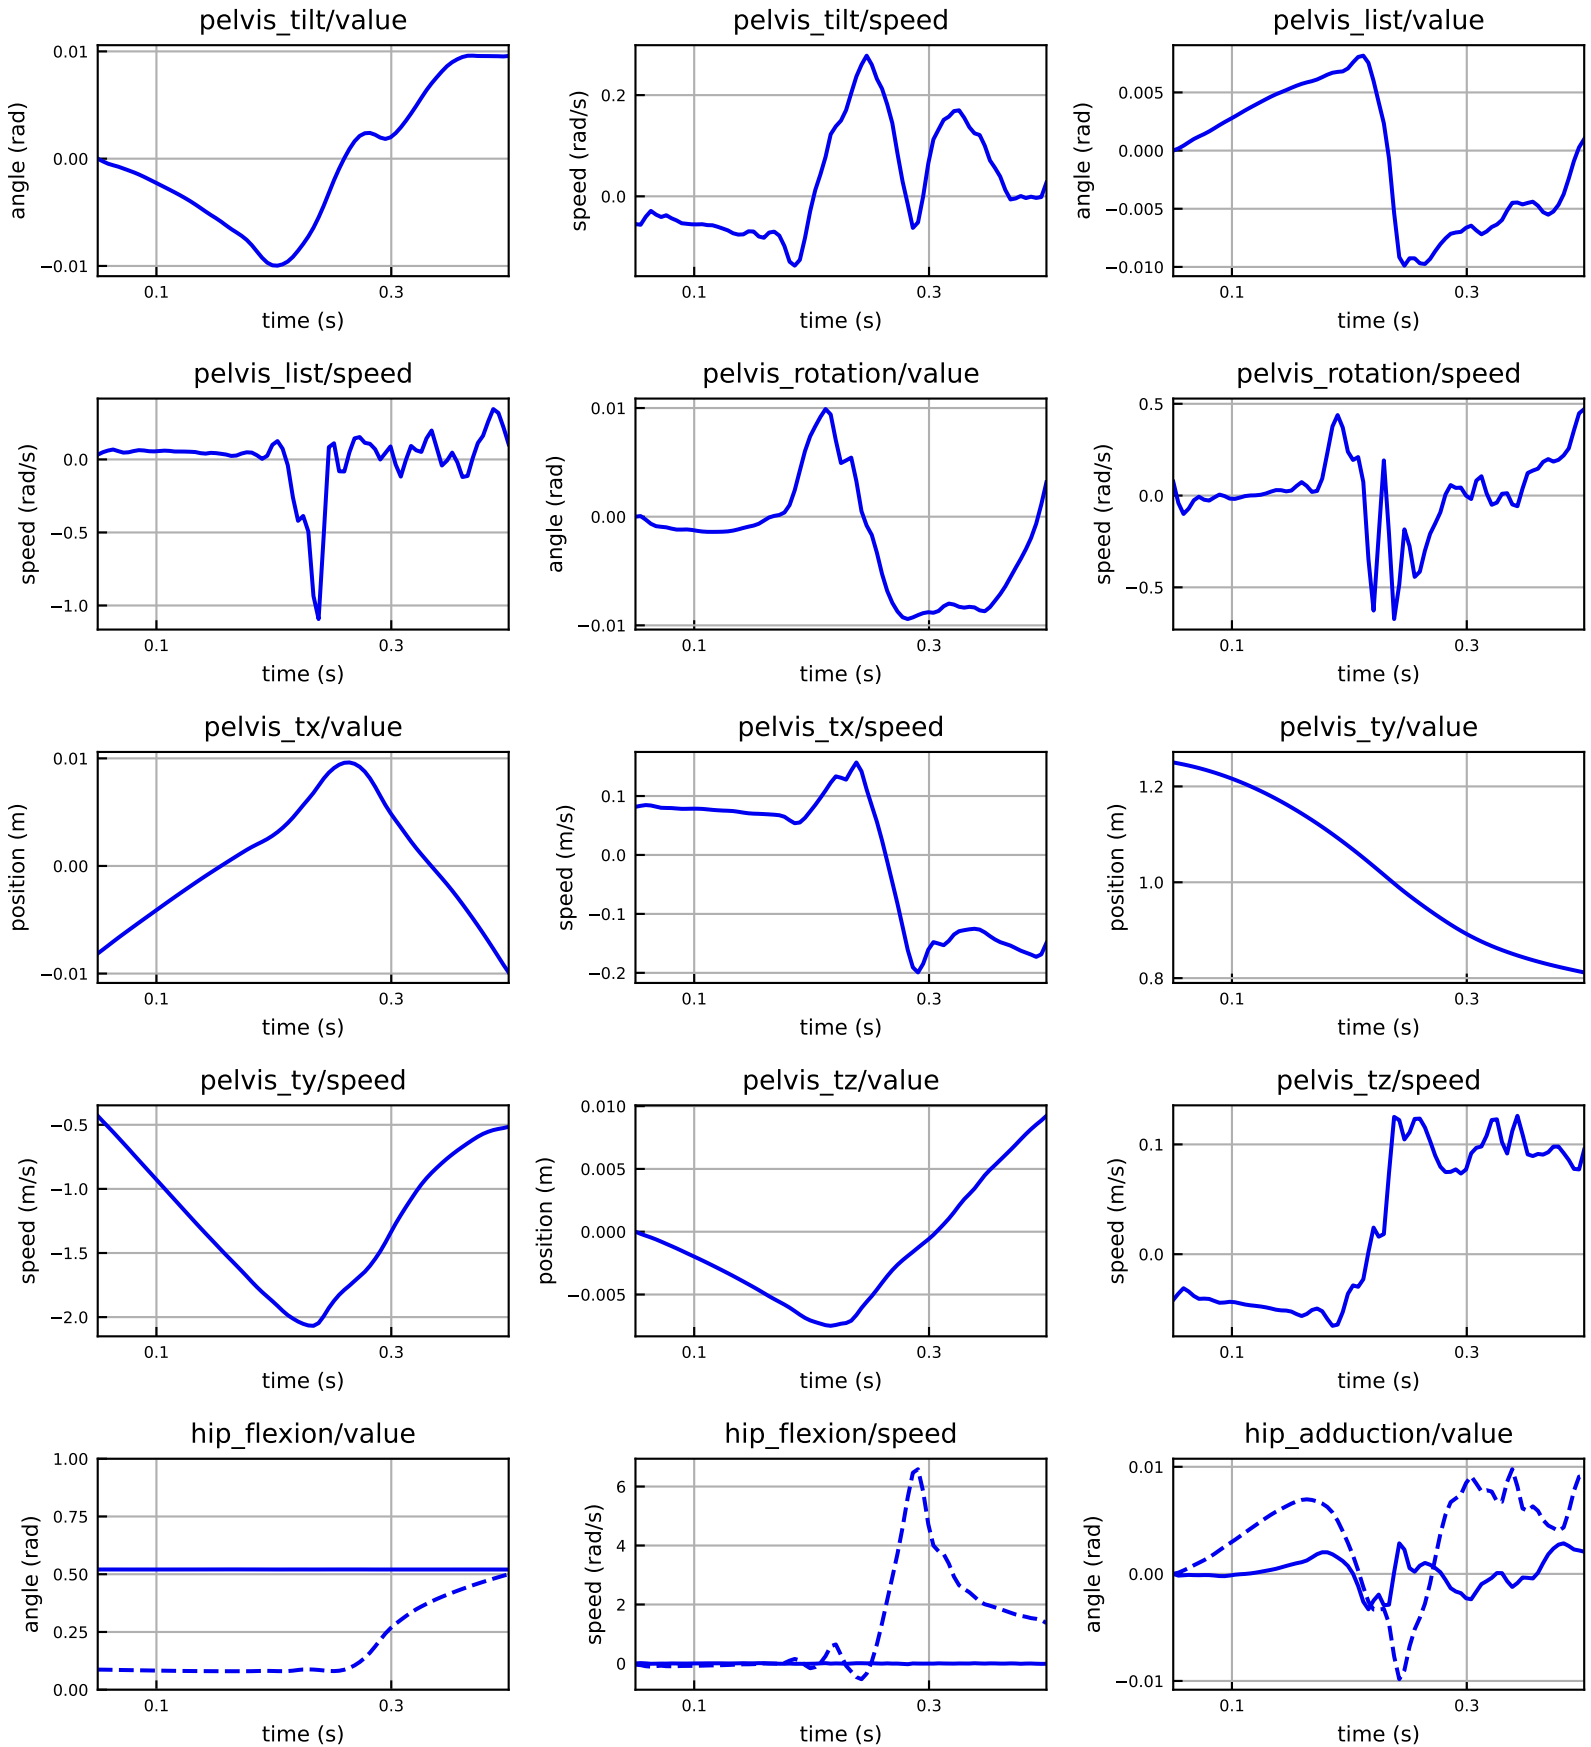 pelvis_tilt/value
pelvis_tilt/speed
pelvis_list/value
0.01
0.00
−0.01
angle (rad)
0.1
0.3
time (s)
0.2
0.0
speed (rad/s)
0.1
0.3
time (s)
0.005
0.000
−0.005
−0.010
angle (rad)
0.1
0.3
time (s)
pelvis_list/speed
pelvis_rotation/value
pelvis_rotation/speed
0.0
−0.5
−1.0
speed (rad/s)
0.1
0.3
time (s)
0.01
0.00
−0.01
angle (rad)
0.1
0.3
time (s)
0.5
0.0
−0.5
speed (rad/s)
0.1
0.3
time (s)
pelvis_tx/value
pelvis_tx/speed
pelvis_ty/value
0.01
0.00
−0.01
position (m)
0.1
0.3
time (s)
0.1
0.0
−0.1
−0.2
speed (m/s)
0.1
0.3
time (s)
1.2
1.0
0.8
position (m)
0.1
0.3
time (s)
pelvis_ty/speed
pelvis_tz/value
pelvis_tz/speed
−0.5
−1.0
−1.5
−2.0
speed (m/s)
0.1
0.3
time (s)
0.010
0.005
0.000
−0.005
position (m)
0.1
0.3
time (s)
0.1
0.0
speed (m/s)
0.1
0.3
time (s)
hip_flexion/value
hip_flexion/speed
hip_adduction/value
1.00
0.75
0.50
0.25
0.00
angle (rad)
0.1
0.3
time (s)
6
4
2
0
speed (rad/s)
0.1
0.3
time (s)
0.01
0.00
−0.01
angle (rad)
0.1
0.3
time (s)